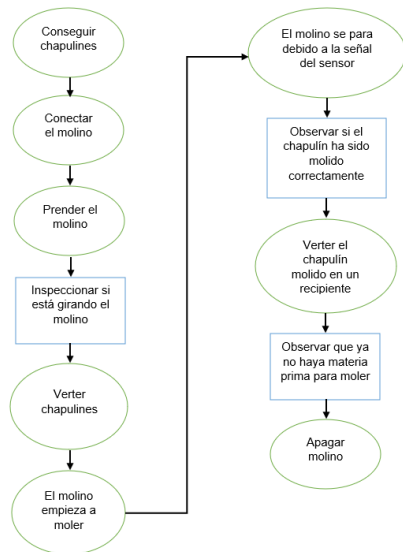 Conseguir
chapulines
Conectar
el molino
Prender el
molino
Inspeccionar si
está girando el
molino
Verter
chapulines
El molino
empieza a
moler
El molino se para
debido a la señal
del sensor
Observar si el
chapulín ha sido
molido
correctamente
Verter el
chapulín
molido en un
recipiente
Observar que ya
no haya materia
prima para moler
Apagar
molino